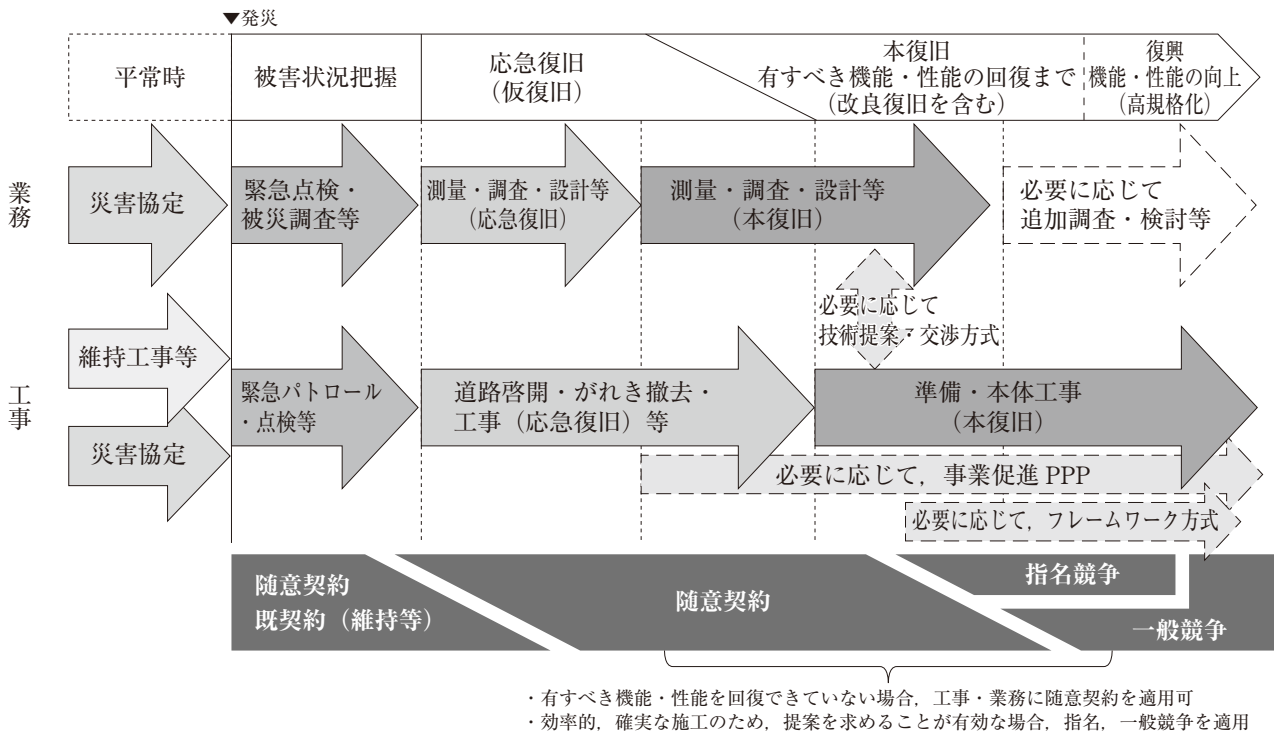 ▼発災
平常時
被害状況把握
応急復旧
（仮復旧）
本復旧
有すべき機能・性能の回復まで
（改良復旧を含む）
復興
機能・性能の向上
（高規格化）
業務
災害協定
緊急点検・
被災調査等
測量・調査・設計等
（応急復旧）
測量・調査・設計等
（本復旧）
必要に応じて
追加調査・検討等
必要に応じて
技術提案・交渉方式
工事
維持工事等
災害協定
緊急パトロール
・点検等
道路啓開・がれき撤去・
工事（応急復旧）等
準備・本体工事
（本復旧）
必要に応じて，事業促進 PPP
必要に応じて，フレームワーク方式
随意契約
既契約（維持等）
随意契約
指名競争
一般競争
・有すべき機能・性能を回復できていない場合，工事・業務に随意契約を適用可
・効率的，確実な施工のため，提案を求めることが有効な場合，指名，一般競争を適用